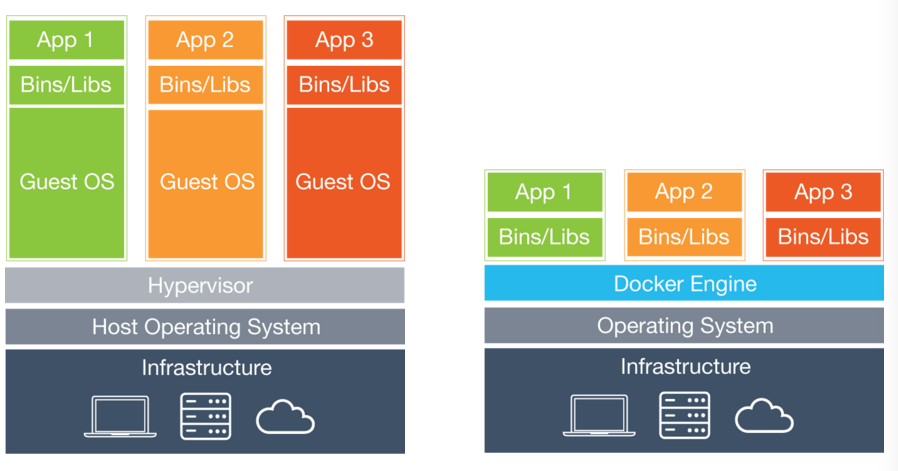 App 1
App 2
App 3
Bins/Libs
Bins/Libs
Bins/Libs
Guest OS
Guest OS
Guest OS
Hypervisor
Host Operating System
Infrastructure
App 1
App 2
App 3
Bins/Libs
Bins/Libs
Bins/Libs
Docker Engine
Operating System
Infrastructure